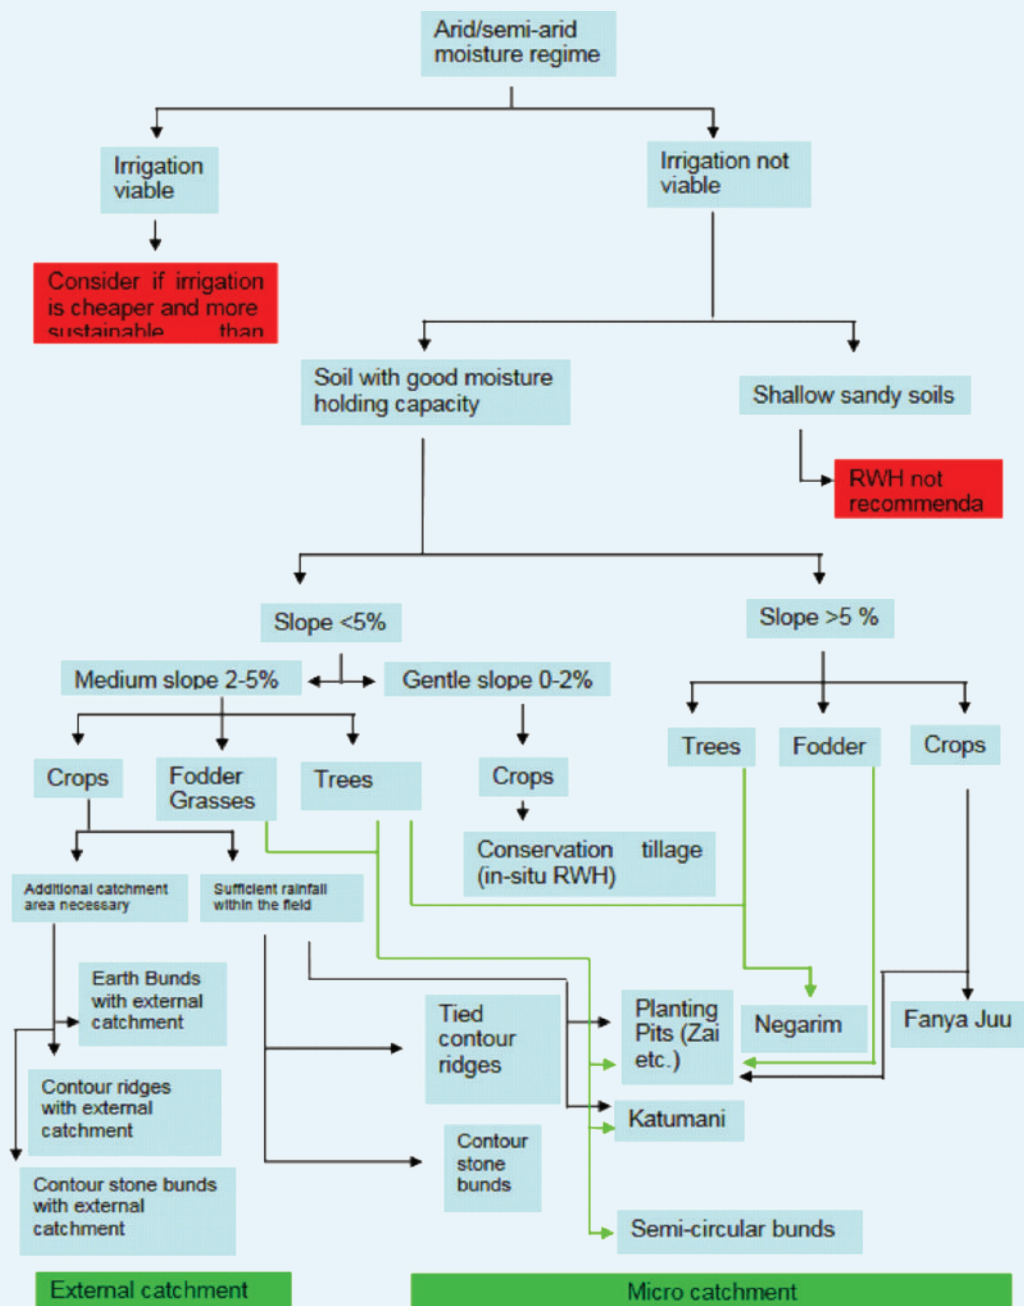 Arid/semi-arid
moisture regime
Irrigation
viable
Irrigation not
viable
Consider if irrigation
is cheaper and more
sustainable than
Soil with good moisture
holding capacity
Shallow sandy soils
RWH not
recommenda
Slope <5%
Slope >5 %
Medium slope 2-5%
Gentle slope 0-2%
Trees
Fodder
Crops
Crops
Fodder
Grasses
Trees
Crops
Conservation tillage
(in-situ RWH)
Additional catchment
area necessary
Sufficient rainfall
within the field
Earth Bunds
with external
catchment
Tied
contour
ridges
Planting
Pits (Zai
etc.)
Negarim
Fanya Juu
Contour ridges
with external
catchment
Katumani
Contour
stone
bunds
Contour stone bunds
with external
catchment
Semi-circular bunds
External catchment
Micro catchment